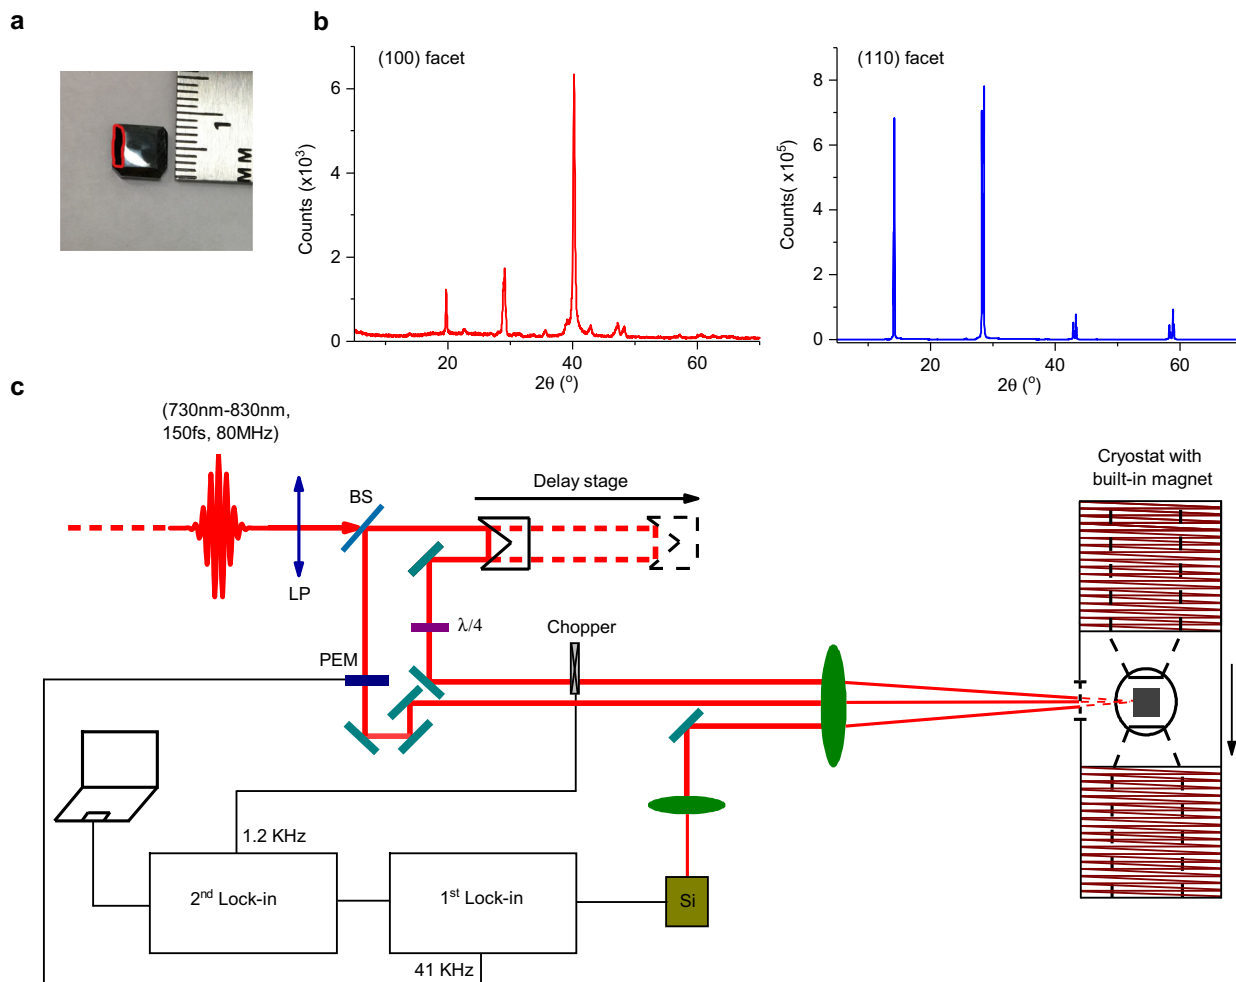 a
b
1
MM
(100) facet
6
4
2
0
20
40
60
Counts (x10³)
2θ (°)
(110) facet
8
6
4
2
0
20
40
60
Counts( x10⁵)
2θ (°)
c
(730nm-830nm,
150fs, 80MHz)
LP
BS
Delay stage
Cryostat with
built-in magnet
λ/4
Chopper
PEM
1.2 KHz
2nd Lock-in
1st Lock-in
Si
41 KHz